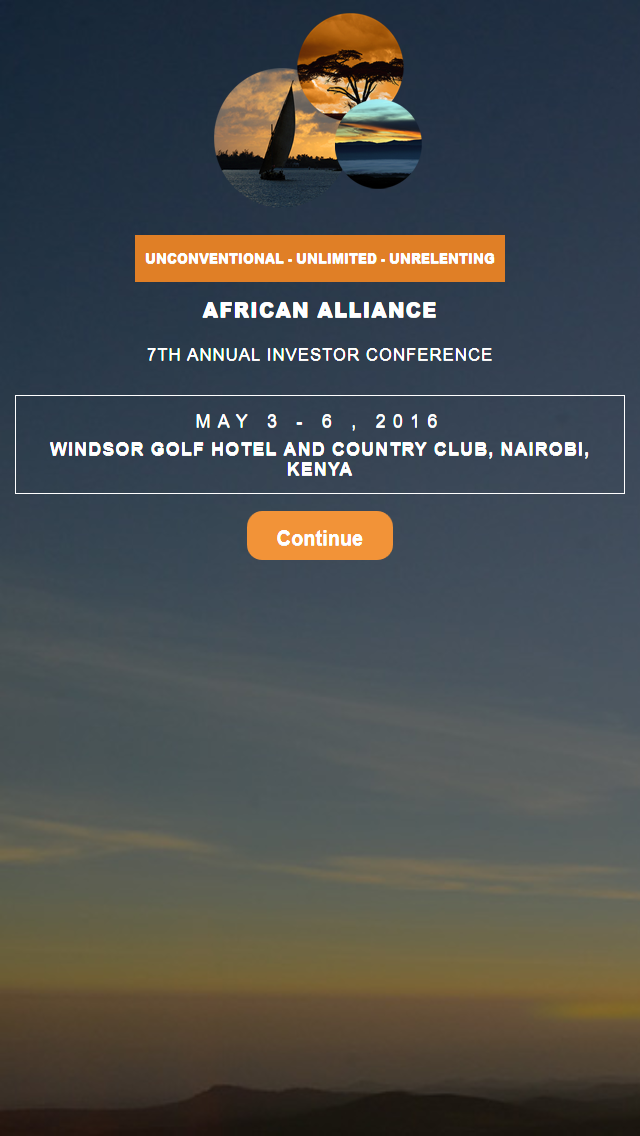 UNCONVENTIONAL - UNLIMITED - UNRELENTING
AFRICAN ALLIANCE
7TH ANNUAL INVESTOR CONFERENCE
MAY 3 - 6 , 2016
WINDSOR GOLF HOTEL AND COUNTRY CLUB, NAIROBI,
KENYA
Continue